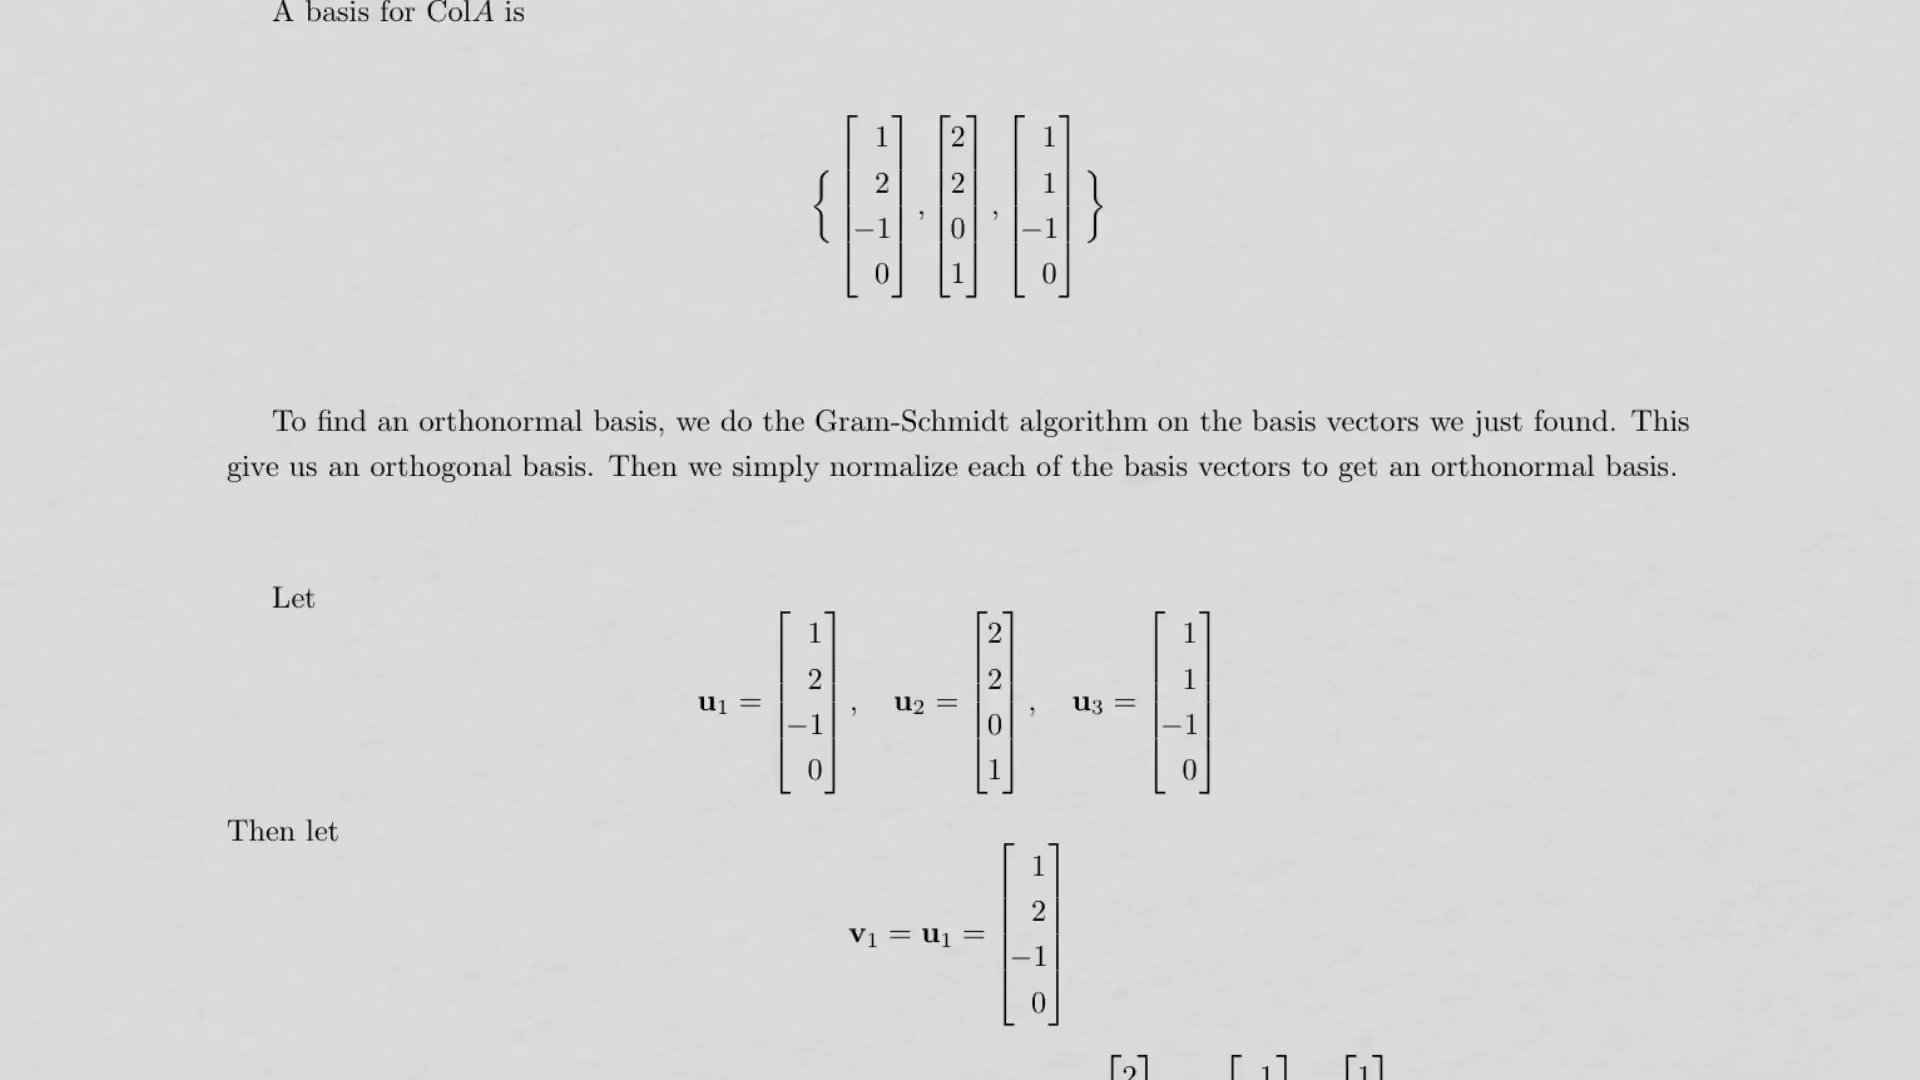 A basis for ColA is
{ [1 2 −1 0], [2 2 0 1], [1 1 −1 0] }
To find an orthonormal basis, we do the Gram-Schmidt algorithm on the basis vectors we just found. This
give us an orthogonal basis. Then we simply normalize each of the basis vectors to get an orthonormal basis.
Let
u₁ = [1 2 −1 0], u₂ = [2 2 0 1], u₃ = [1 1 −1 0]
Then let
v₁ = u₁ = [1 2 −1 0]